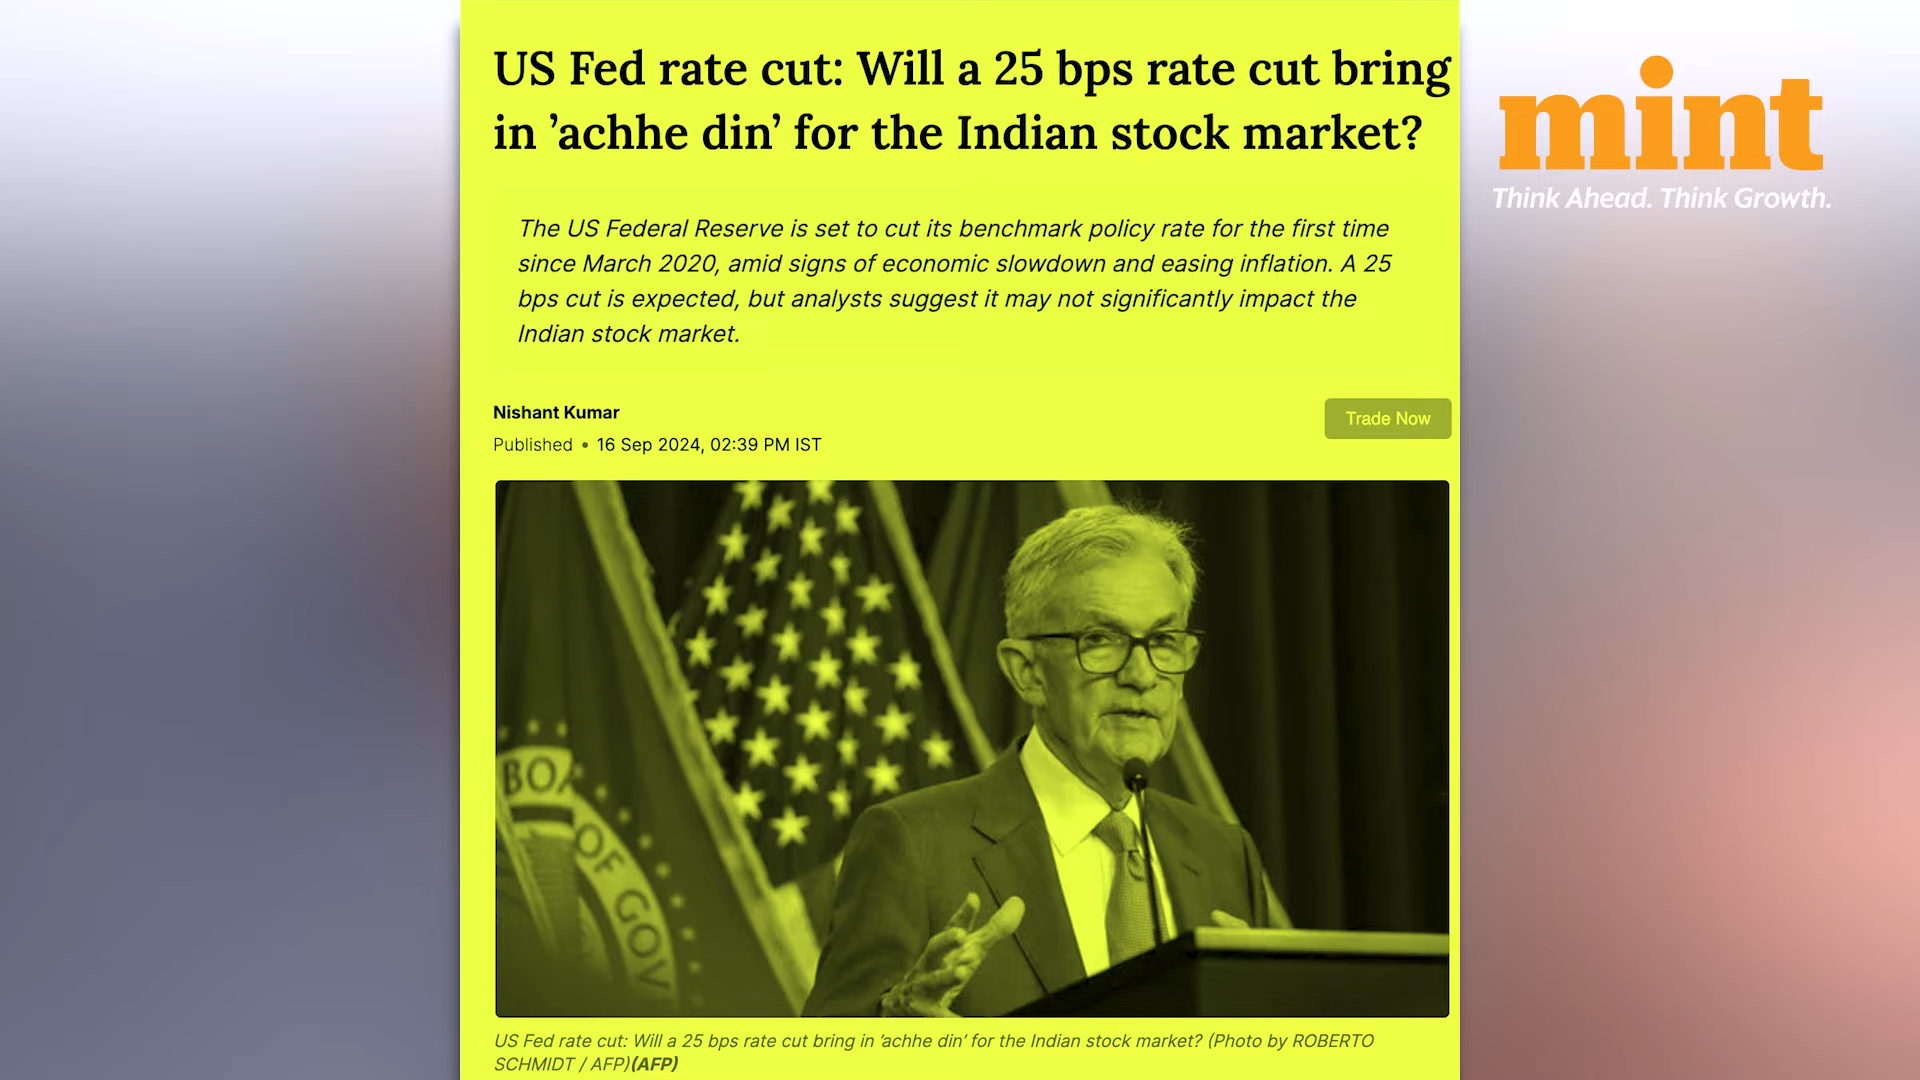 US Fed rate cut: Will a 25 bps rate cut bring
in ’achhe din’ for the Indian stock market?
mint
Think Ahead. Think Growth.
The US Federal Reserve is set to cut its benchmark policy rate for the first time
since March 2020, amid signs of economic slowdown and easing inflation. A 25
bps cut is expected, but analysts suggest it may not significantly impact the
Indian stock market.
Nishant Kumar
Trade Now
Published • 16 Sep 2024, 02:39 PM IST
BOA
OF GOV
US Fed rate cut: Will a 25 bps rate cut bring in ’achhe din’ for the Indian stock market? (Photo by ROBERTO
SCHMIDT / AFP)(AFP)